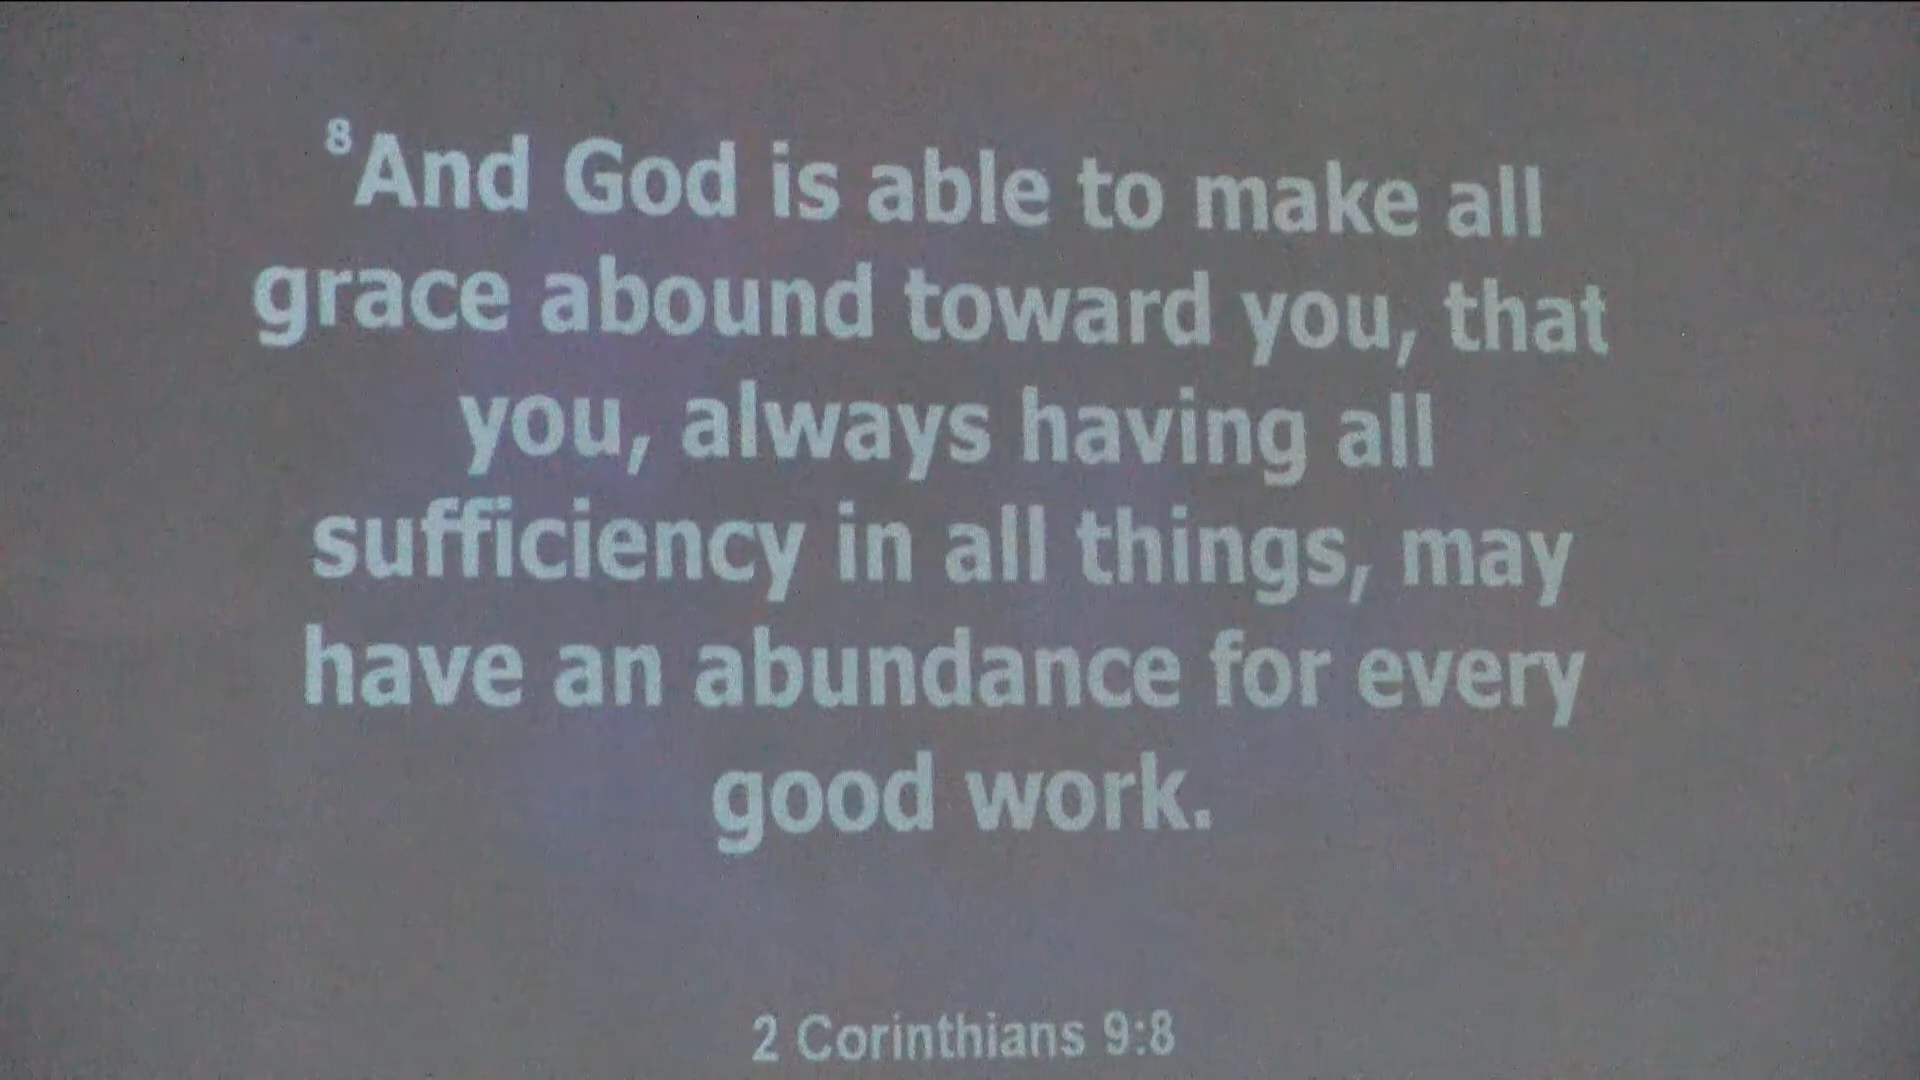 8And God is able to make all
grace abound toward you, that
you, always having all
sufficiency in all things, may
have an abundance for every
good work.
2 Corinthians 9:8